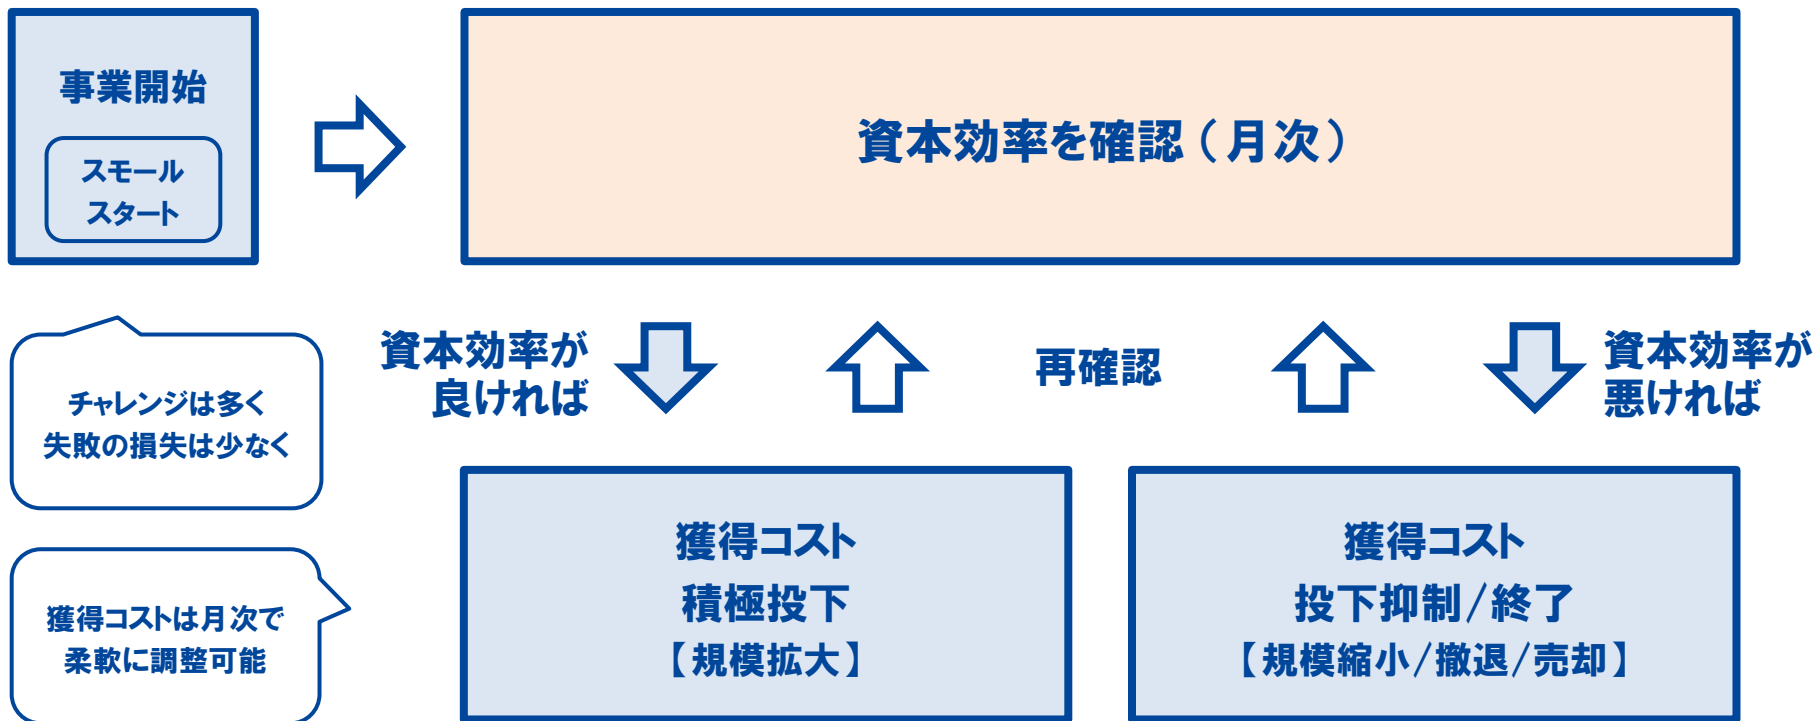 事業開始
スモール
スタート
資本効率を確認（月次）
チャレンジは多く
失敗の損失は少なく
資本効率が
良ければ
再確認
資本効率が
悪ければ
獲得コストは月次で
柔軟に調整可能
獲得コスト
積極投下
【規模拡大】
獲得コスト
投下抑制/終了
【規模縮小/撤退/売却】